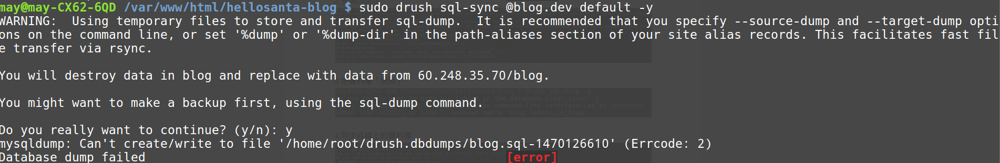 may@may-CX62-6QD /var/www/html/hellosanta-blog $ sudo drush sql-sync @blog.dev default -y
WARNING:  Using temporary files to store and transfer sql-dump.  It is recommended that you specify --source-dump and --target-dump opti
ons on the command line, or set '%dump' or '%dump-dir' in the path-aliases section of your site alias records. This facilitates fast fil
e transfer via rsync.
You will destroy data in blog and replace with data from 60.248.35.70/blog.
You might want to make a backup first, using the sql-dump command.
Do you really want to continue? (y/n): y
mysqldump: Can't create/write to file '/home/root/drush.dbdumps/blog.sql-1470126610' (Errcode: 2)
Database dump failed [error]